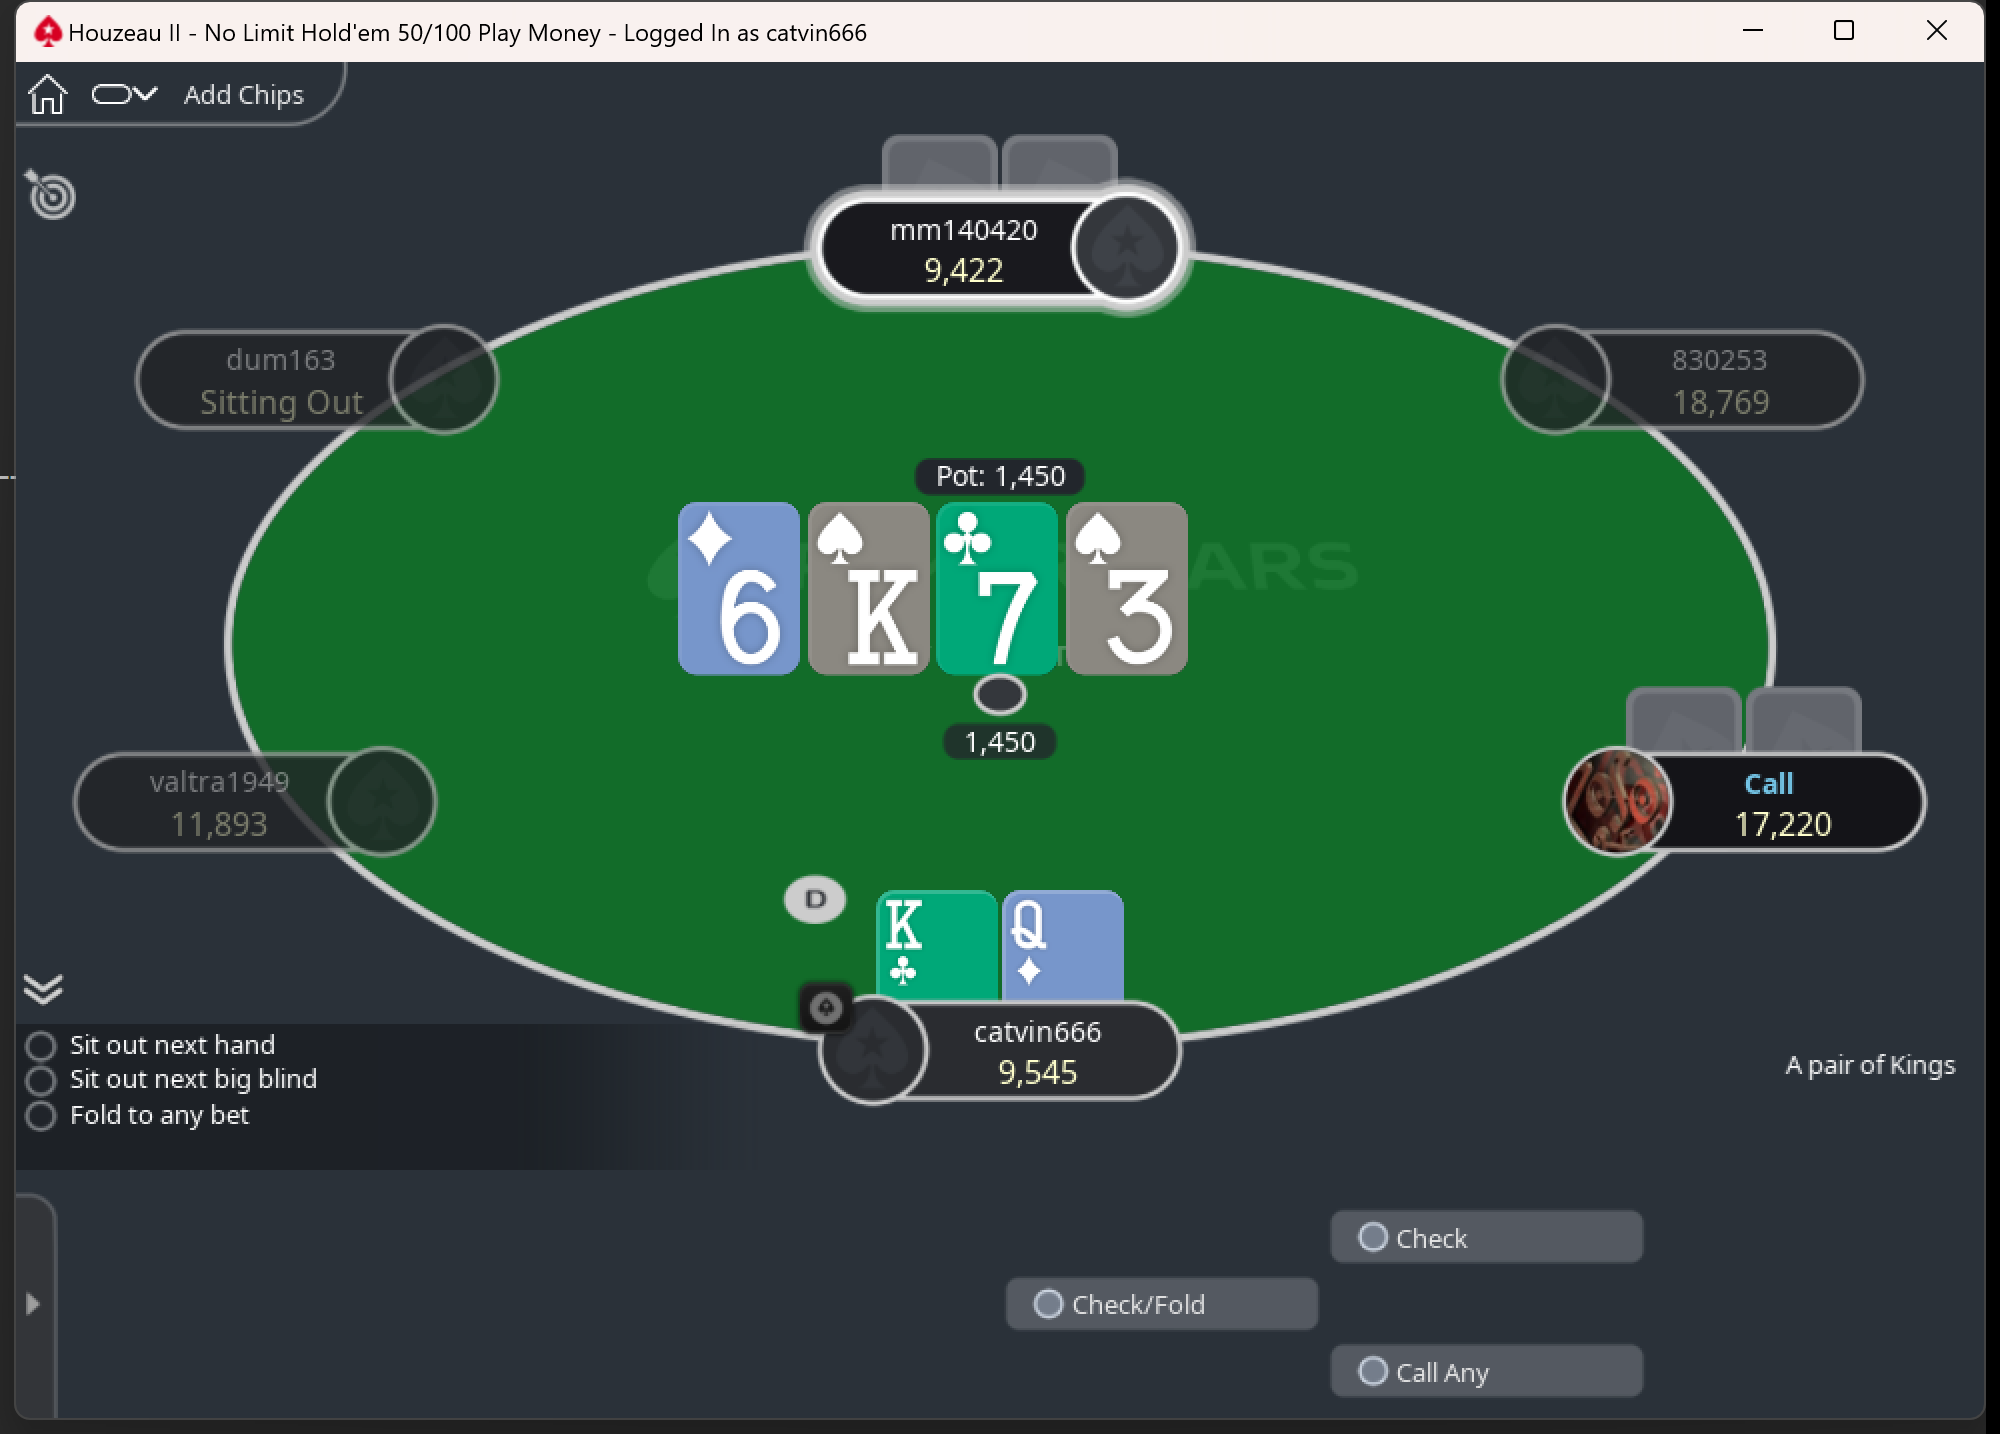 Houzeau II - No Limit Hold'em 50/100 Play Money - Logged In as catvin666
Add Chips
mm140420
9,422
dum163
Sitting Out
830253
18,769
Pot: 1,450
6
K
7
3
ARS
1,450
valtra1949
11,893
Call
17,220
D
K
Q
catvin666
9,545
Sit out next hand
Sit out next big blind
Fold to any bet
A pair of Kings
Check
Check/Fold
Call Any